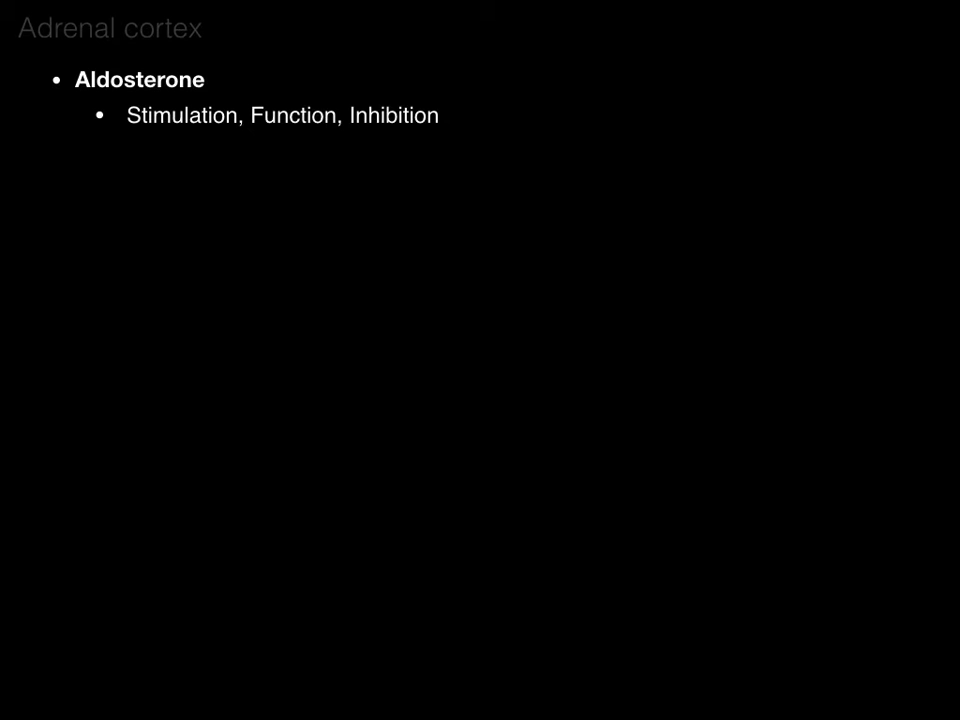 Adrenal cortex
• Aldosterone
• Stimulation, Function, Inhibition